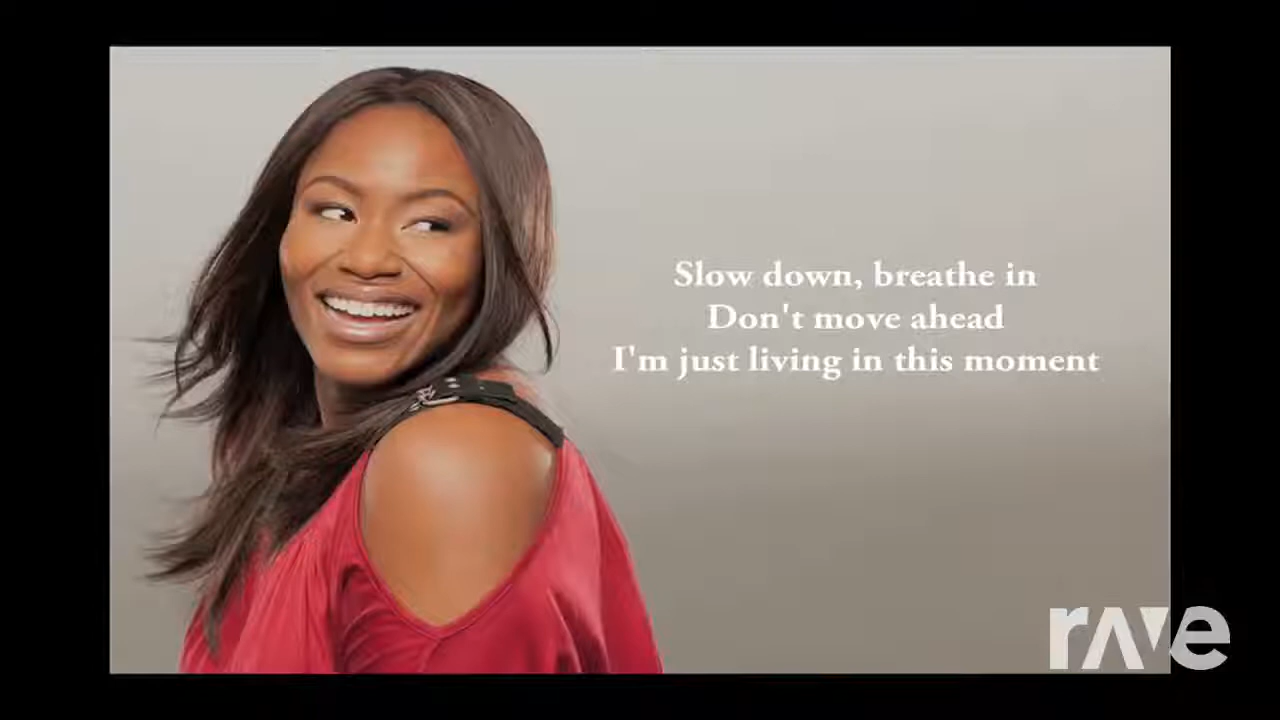 Slow down, breathe in
Don't move ahead
I'm just living in this moment
rave